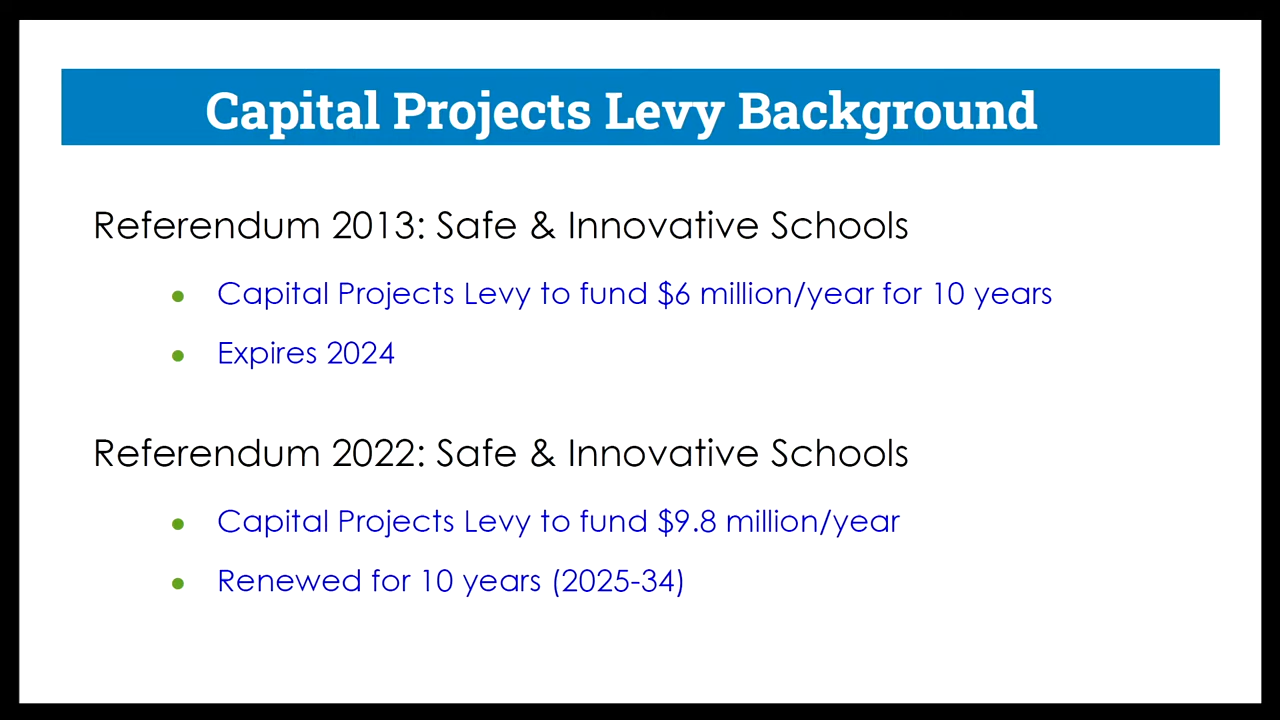 Capital Projects Levy Background
Referendum 2013: Safe & Innovative Schools
● Capital Projects Levy to fund $6 million/year for 10 years
● Expires 2024
Referendum 2022: Safe & Innovative Schools
● Capital Projects Levy to fund $9.8 million/year
● Renewed for 10 years (2025-34)